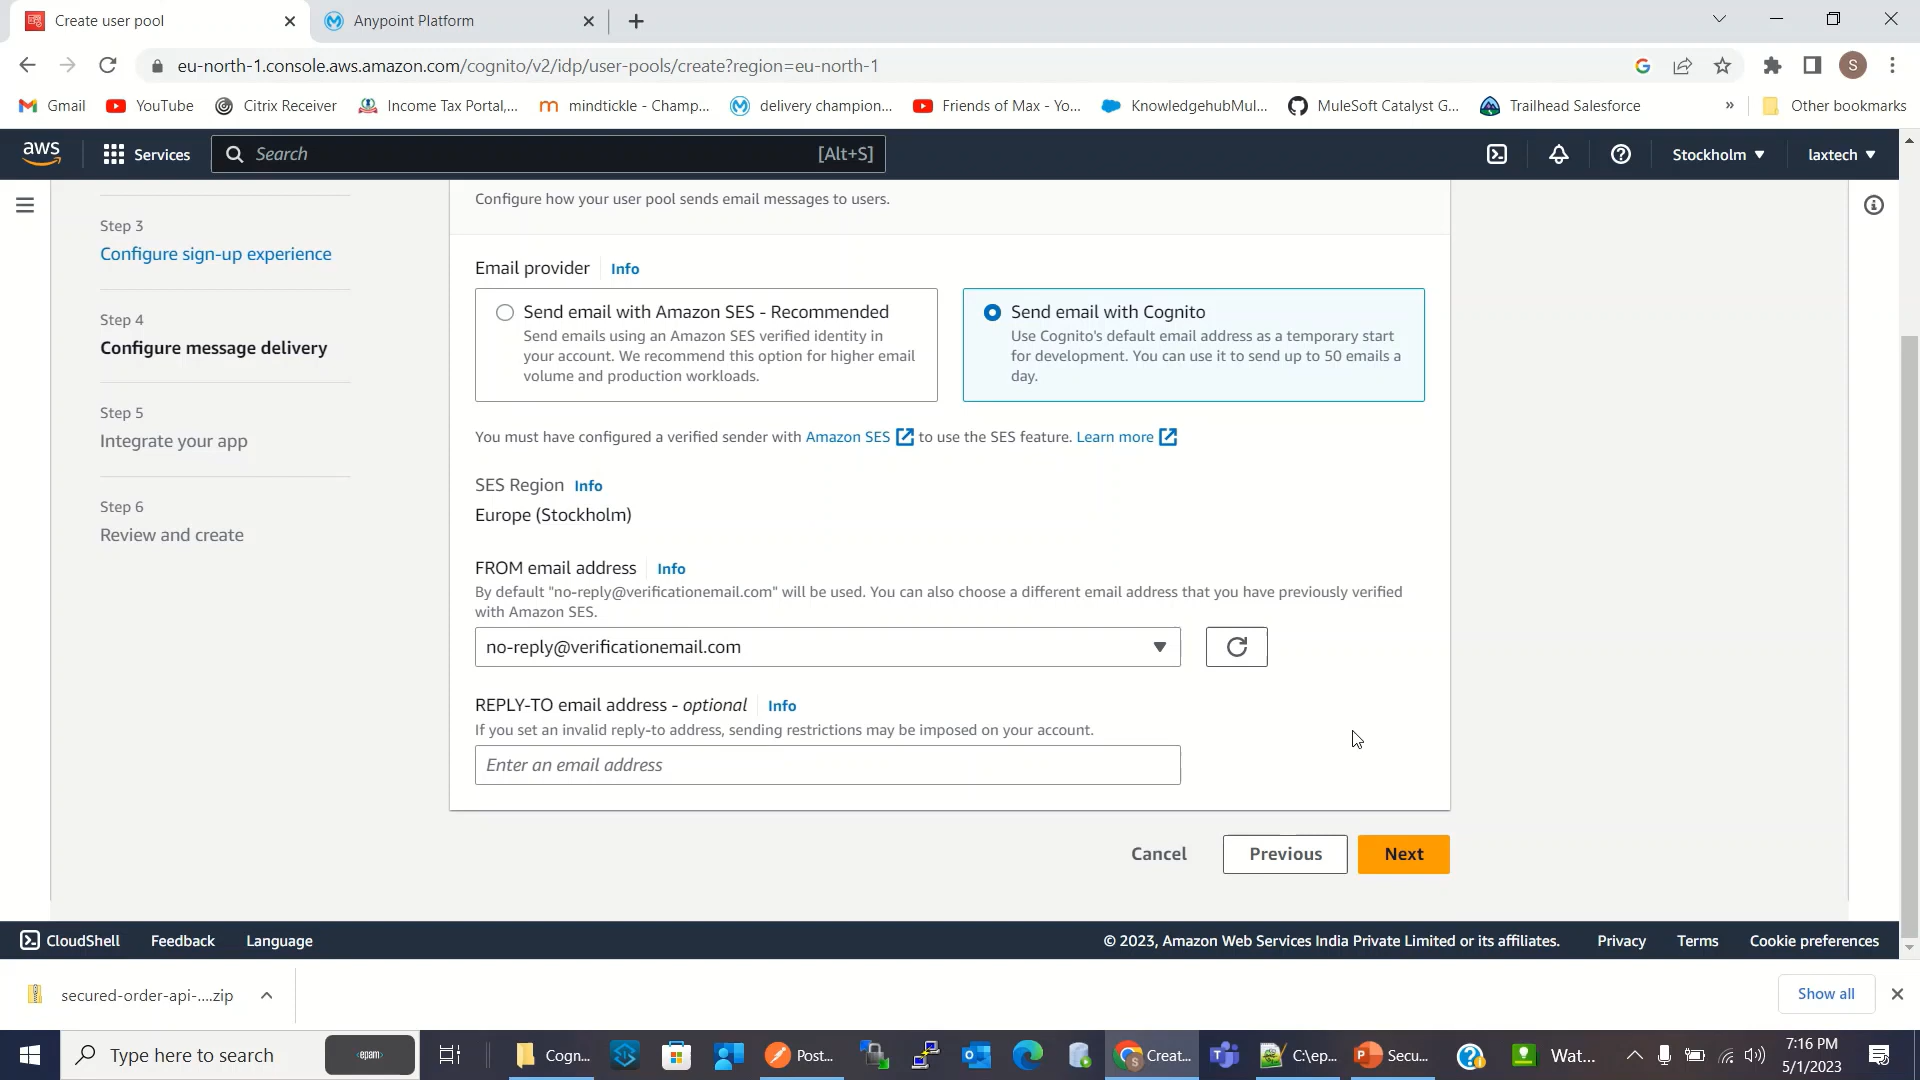 Create user pool
Anypoint Platform
eu-north-1.console.aws.amazon.com/cognito/v2/idp/user-pools/create?region=eu-north-1
S
Gmail
YouTube
Citrix Receiver
Income Tax Portal,...
mindtickle - Champ...
delivery champion...
Friends of Max - Yo...
KnowledgehubMul...
MuleSoft Catalyst G...
Trailhead Salesforce
»
Other bookmarks
aws
Services
Search
[Alt+S]
Stockholm
laxtech
Configure how your user pool sends email messages to users.
Step 3
Configure sign-up experience
Step 4
Configure message delivery
Step 5
Integrate your app
Step 6
Review and create
Email provider Info
Send email with Amazon SES - Recommended
Send emails using an Amazon SES verified identity in
your account. We recommend this option for higher email
volume and production workloads.
Send email with Cognito
Use Cognito's default email address as a temporary start
for development. You can use it to send up to 50 emails a
day.
You must have configured a verified sender with Amazon SES to use the SES feature. Learn more
SES Region Info
Europe (Stockholm)
FROM email address Info
By default "no-reply@verificationemail.com" will be used. You can also choose a different email address that you have previously verified
with Amazon SES.
no-reply@verificationemail.com
REPLY-TO email address - optional Info
If you set an invalid reply-to address, sending restrictions may be imposed on your account.
Enter an email address
Cancel
Previous
Next
CloudShell
Feedback
Language
© 2023, Amazon Web Services India Private Limited or its affiliates.
Privacy
Terms
Cookie preferences
secured-order-api-....zip
Show all
Type here to search
<epam>
Cogn...
Post...
Creat...
C:\ep...
Secu...
Wat...
7:16 PM
5/1/2023